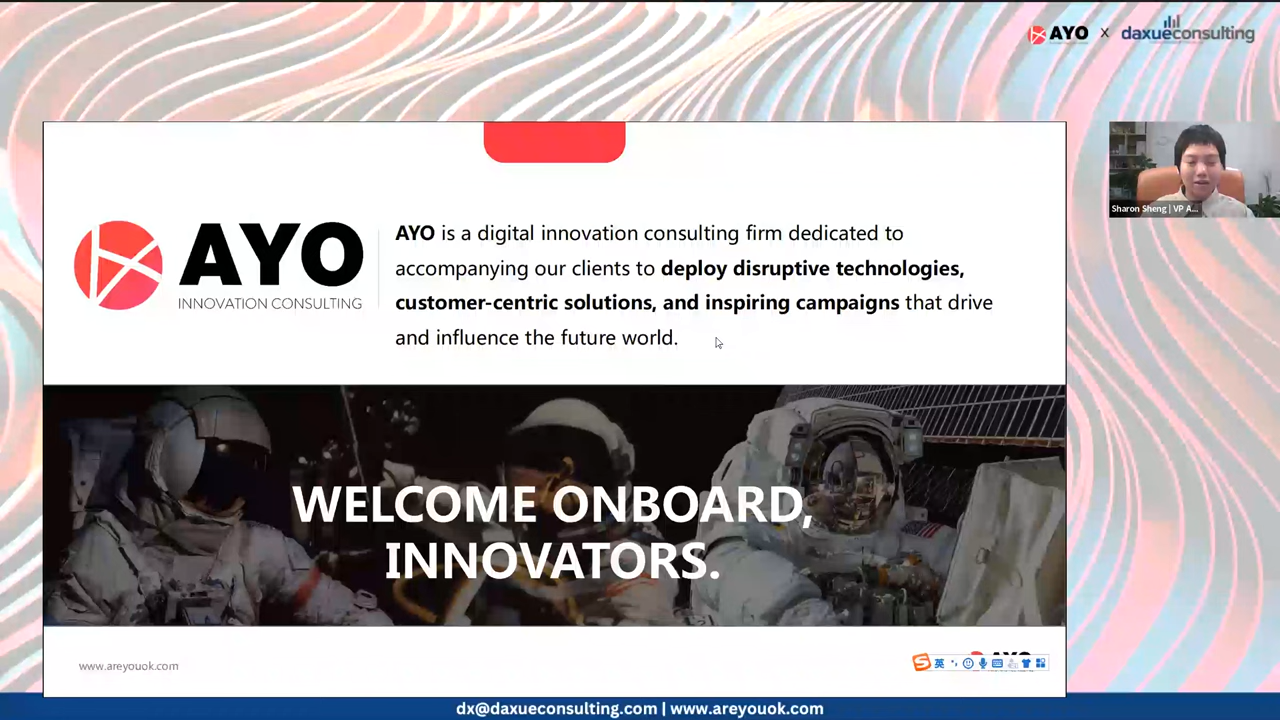 AYO X daxueconsulting
AYO
INNOVATION CONSULTING
AYO is a digital innovation consulting firm dedicated to
accompanying our clients to deploy disruptive technologies,
customer-centric solutions, and inspiring campaigns that drive
and influence the future world.
Sharon Sheng | VP A...
WELCOME ONBOARD,
INNOVATORS.
www.areyouok.com
英
dx@daxueconsulting.com | www.areyouok.com